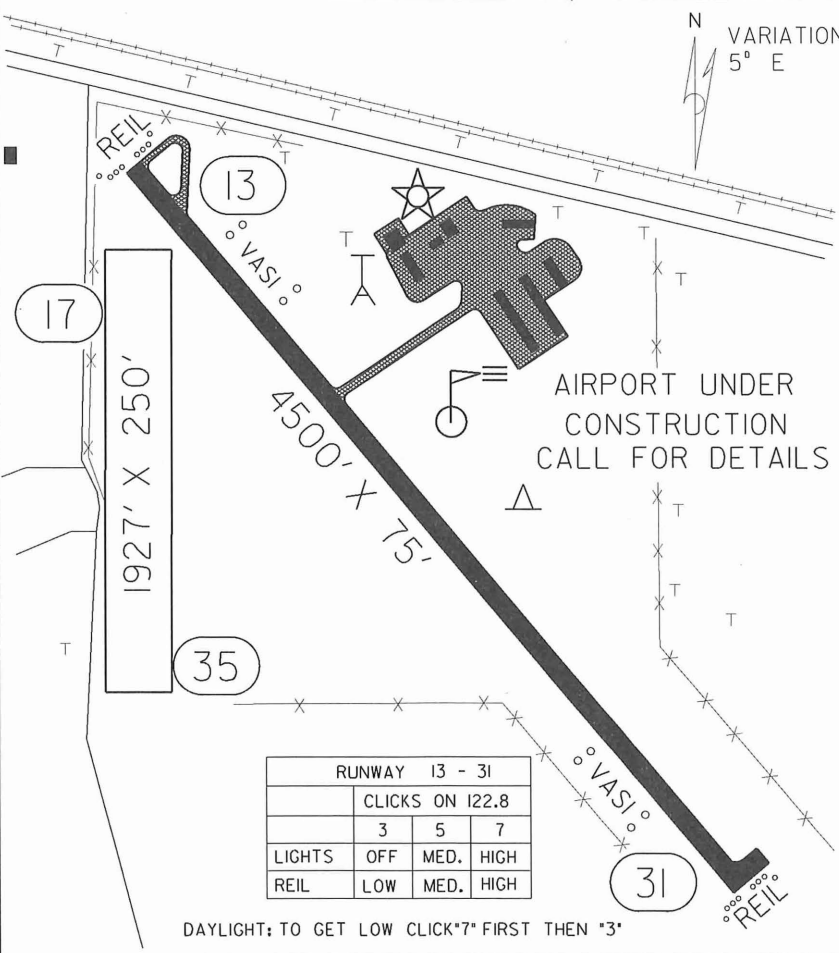 N
VARIATION
5° E
REIL
13
VASI
17
1927' X 250'
4500' X 75'
AIRPORT UNDER
CONSTRUCTION
CALL FOR DETAILS
35
RUNWAY 13 - 31
CLICKS ON 122.8
3 5 7
LIGHTS OFF MED. HIGH
REIL LOW MED. HIGH
VASI
31
REIL
DAYLIGHT: TO GET LOW CLICK"7" FIRST THEN "3"